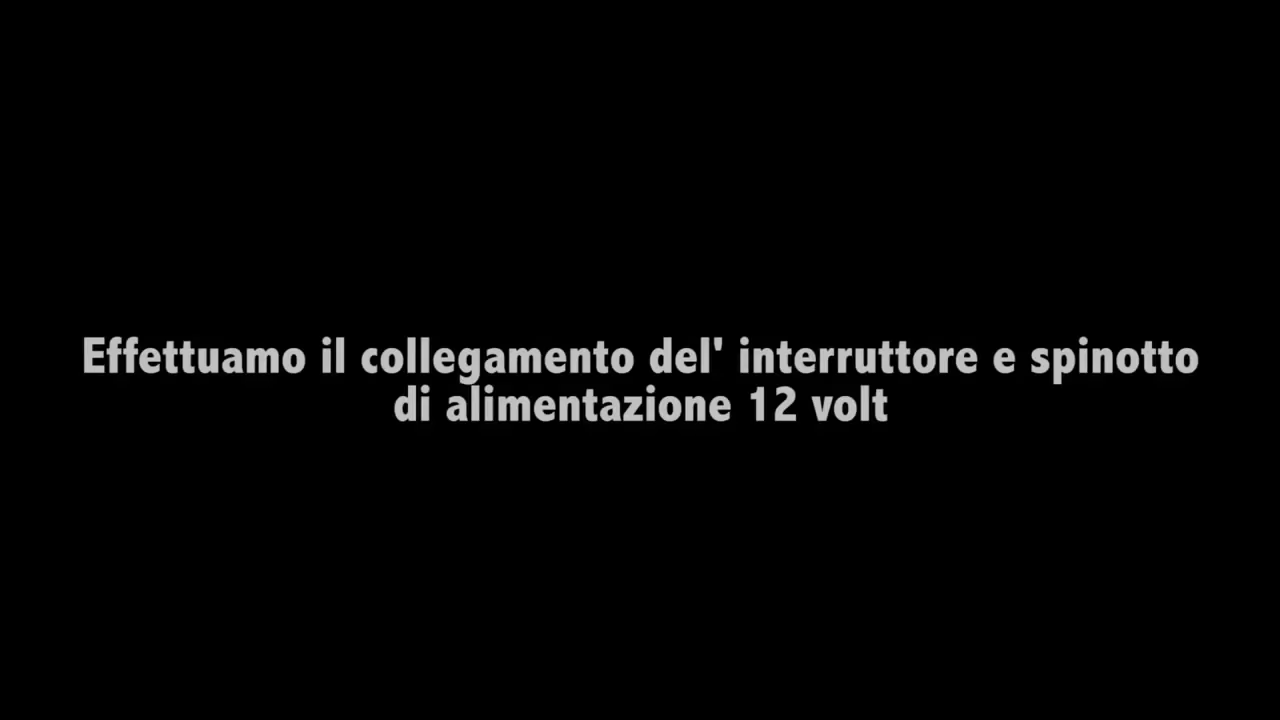 Effettuamo il collegamento del' interruttore e spinotto
di alimentazione 12 volt